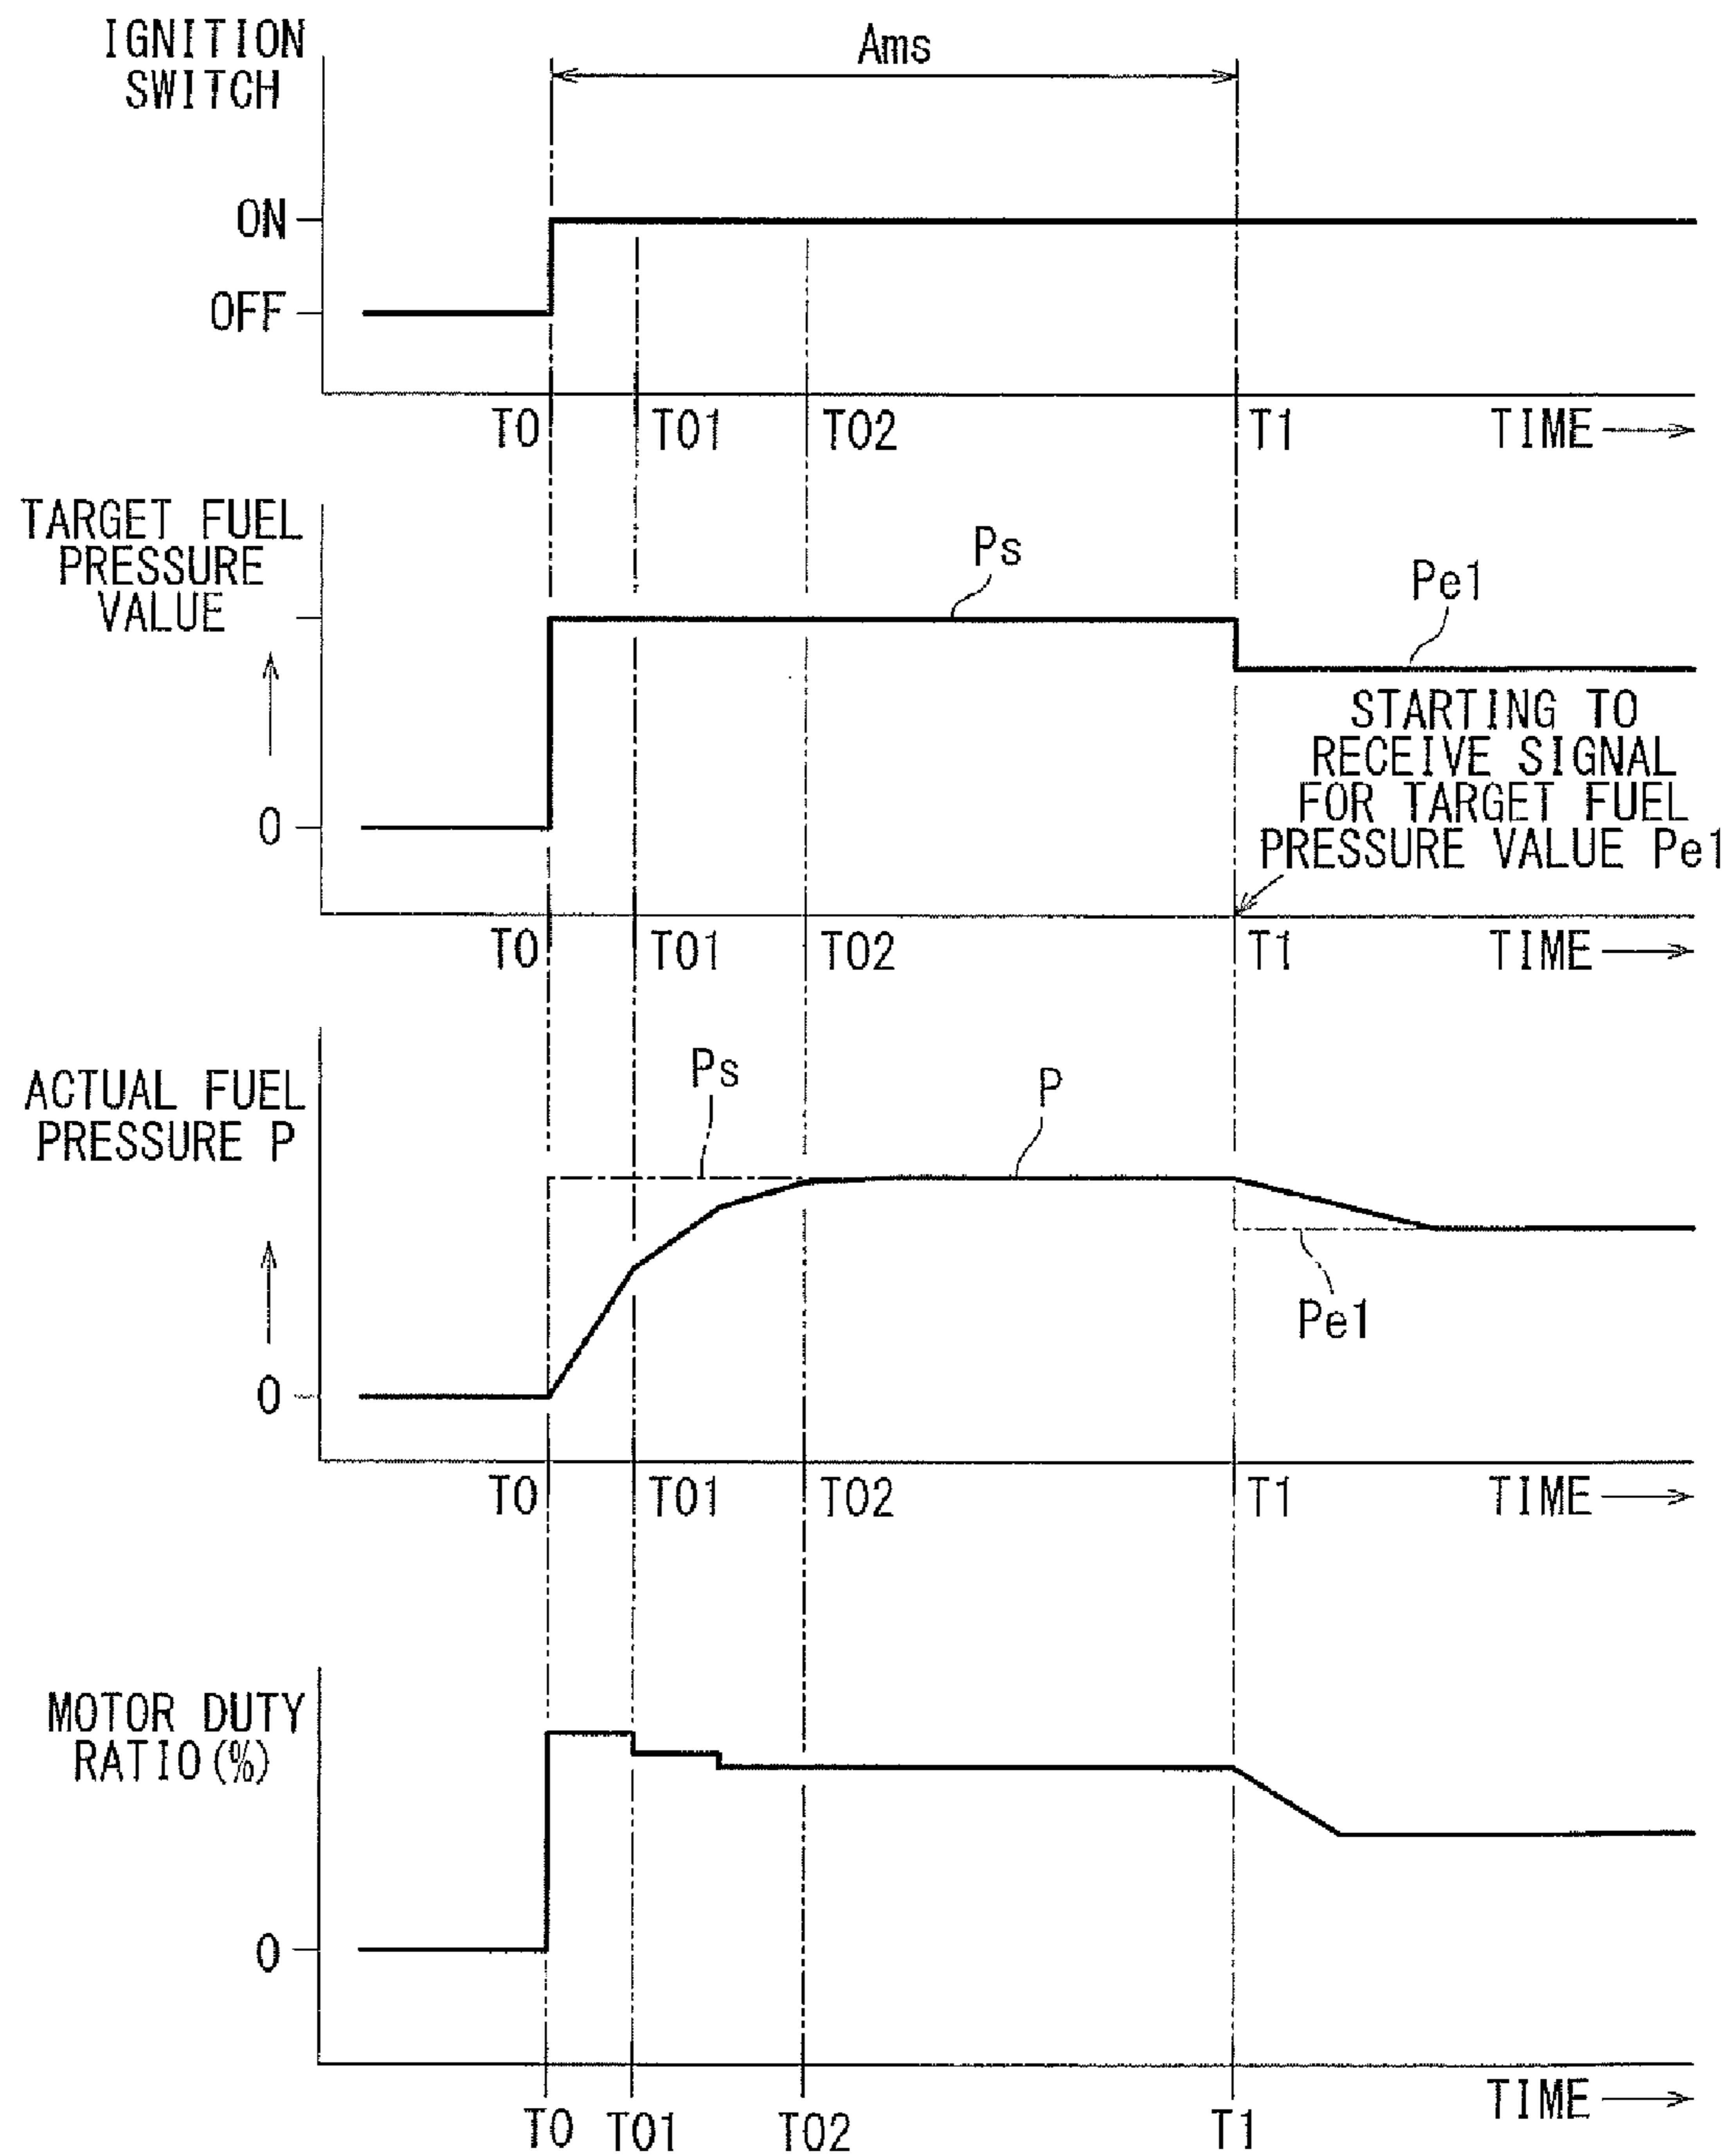 IGNITION
SWITCH
Ams
ON
OFF
T0
T01
T02
T1
TIME
TARGET FUEL
PRESSURE
VALUE
Ps
Pe1
0
STARTING TO
RECEIVE SIGNAL
FOR TARGET FUEL
PRESSURE VALUE Pe1
T0
T01
T02
T1
TIME
ACTUAL FUEL
PRESSURE P
Ps
P
Pe1
0
T0
T01
T02
T1
TIME
MOTOR DUTY
RATIO(%)
0
T0
T01
T02
T1
TIME